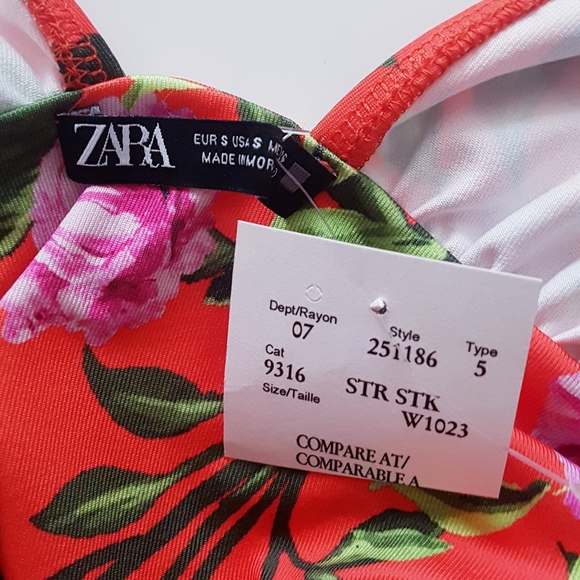 ZARA
EUR S USA S
MADE IN MOR
Dept/Rayon Style Type
07 251186 5
Cat
9316 STR STK
Size/Taille W1023
COMPARE AT/
COMPARABLE A